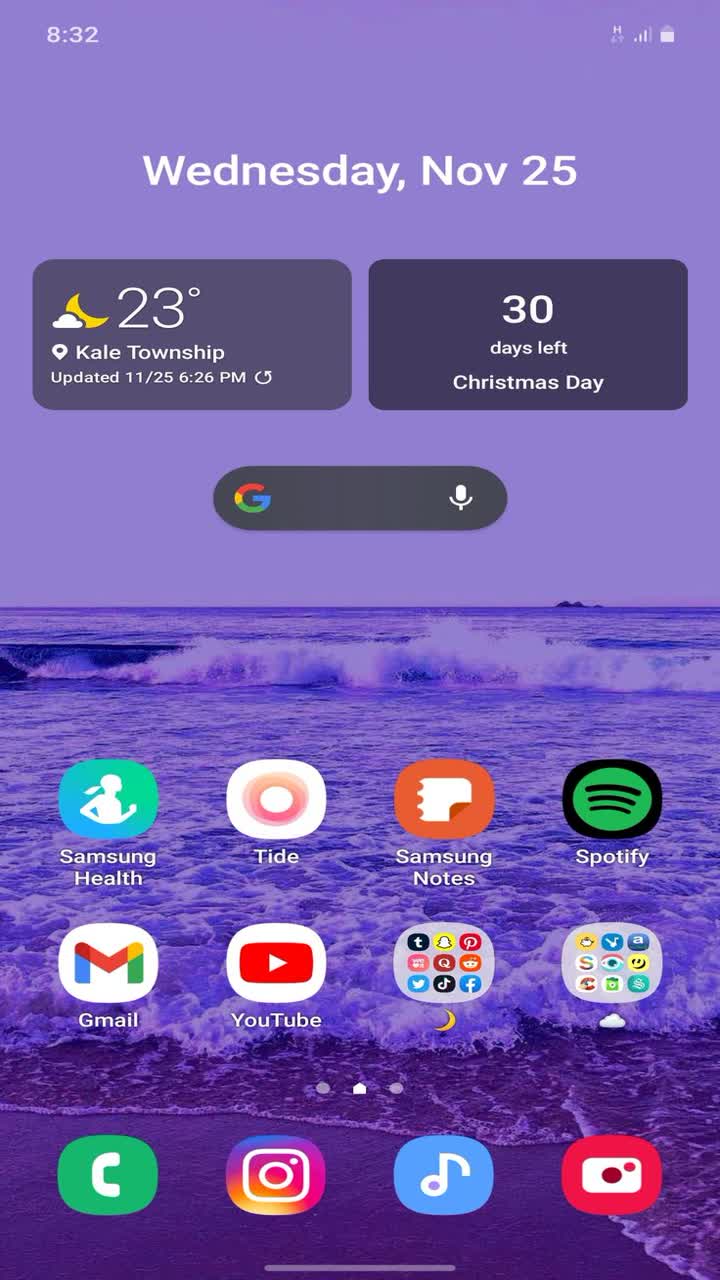 8:32
H
Wednesday, Nov 25
23°
Kale Township
Updated 11/25 6:26 PM
30
days left
Christmas Day
Samsung
Health
Tide
Samsung
Notes
Spotify
Gmail
YouTube